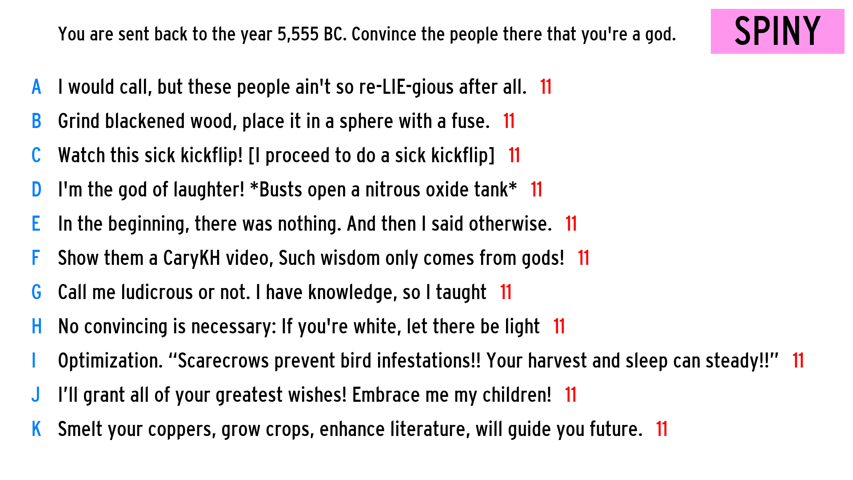 You are sent back to the year 5,555 BC. Convince the people there that you're a god.
SPINY
A I would call, but these people ain't so re-LIE-gious after all. 11
B Grind blackened wood, place it in a sphere with a fuse. 11
C Watch this sick kickflip! [I proceed to do a sick kickflip] 11
D I'm the god of laughter! *Busts open a nitrous oxide tank* 11
E In the beginning, there was nothing. And then I said otherwise. 11
F Show them a CaryKH video, Such wisdom only comes from gods! 11
G Call me ludicrous or not. I have knowledge, so I taught 11
H No convincing is necessary: If you're white, let there be light 11
I Optimization. “Scarecrows prevent bird infestations!! Your harvest and sleep can steady!!” 11
J I’ll grant all of your greatest wishes! Embrace me my children! 11
K Smelt your coppers, grow crops, enhance literature, will guide you future. 11